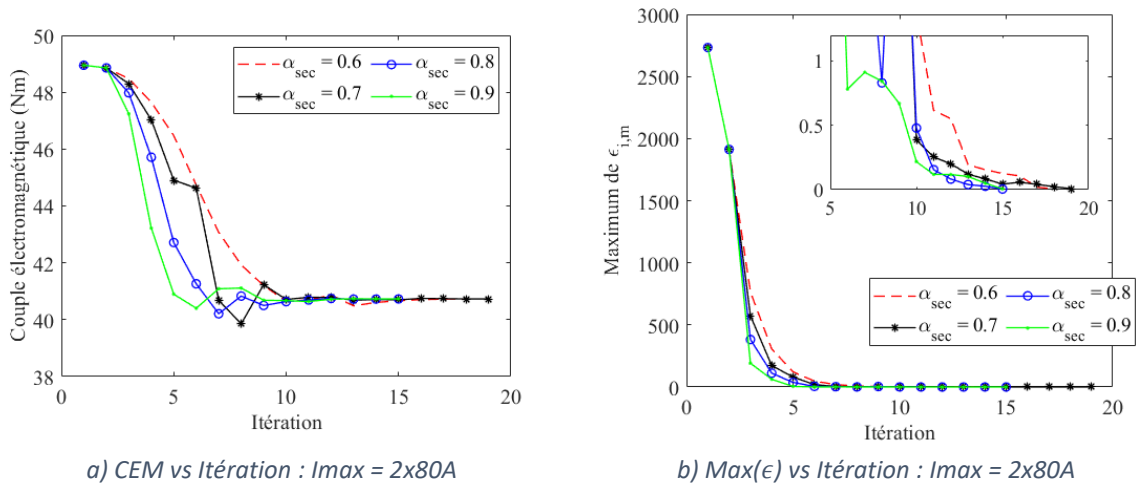 50
48
46
44
42
40
38
Couple électromagnétique (Nm)
α_sec = 0.6
α_sec = 0.8
α_sec = 0.7
α_sec = 0.9
0
5
10
15
20
Itération
a) CEM vs Itération : Imax = 2x80A
3000
2500
2000
1500
1000
500
0
Maximum de ϵ_i,m
1
0.5
0
5
10
15
20
α_sec = 0.6
α_sec = 0.8
α_sec = 0.7
α_sec = 0.9
0
5
10
15
20
Itération
b) Max(ϵ) vs Itération : Imax = 2x80A